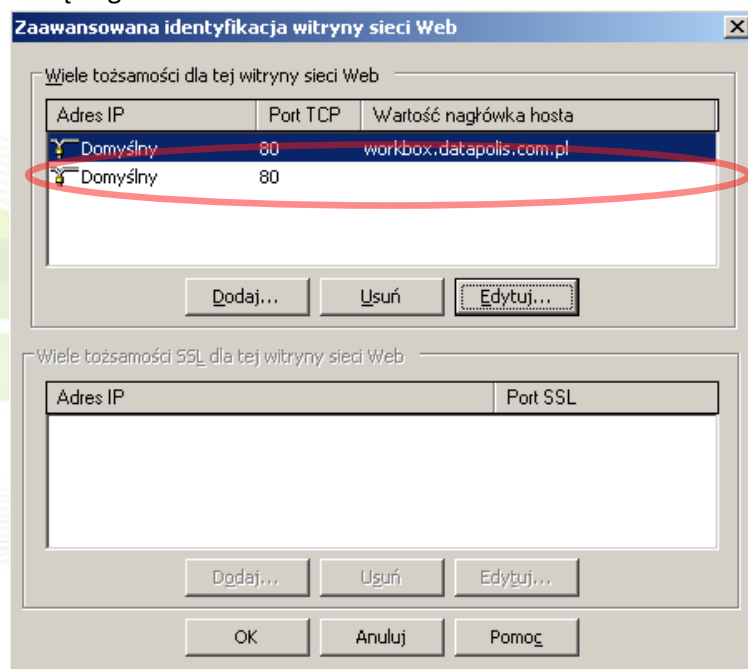 Zaawansowana identyfikacja witryny sieci Web
Wiele tożsamości dla tej witryny sieci Web
Adres IP Port TCP Wartość nagłówka hosta
Domyślny 80 workbox.datapolis.com.pl
Domyślny 80
Dodaj... Usuń Edytuj...
Wiele tożsamości SSL dla tej witryny sieci Web
Adres IP Port SSL
Dodaj... Usuń Edytuj...
OK Anuluj Pomoc